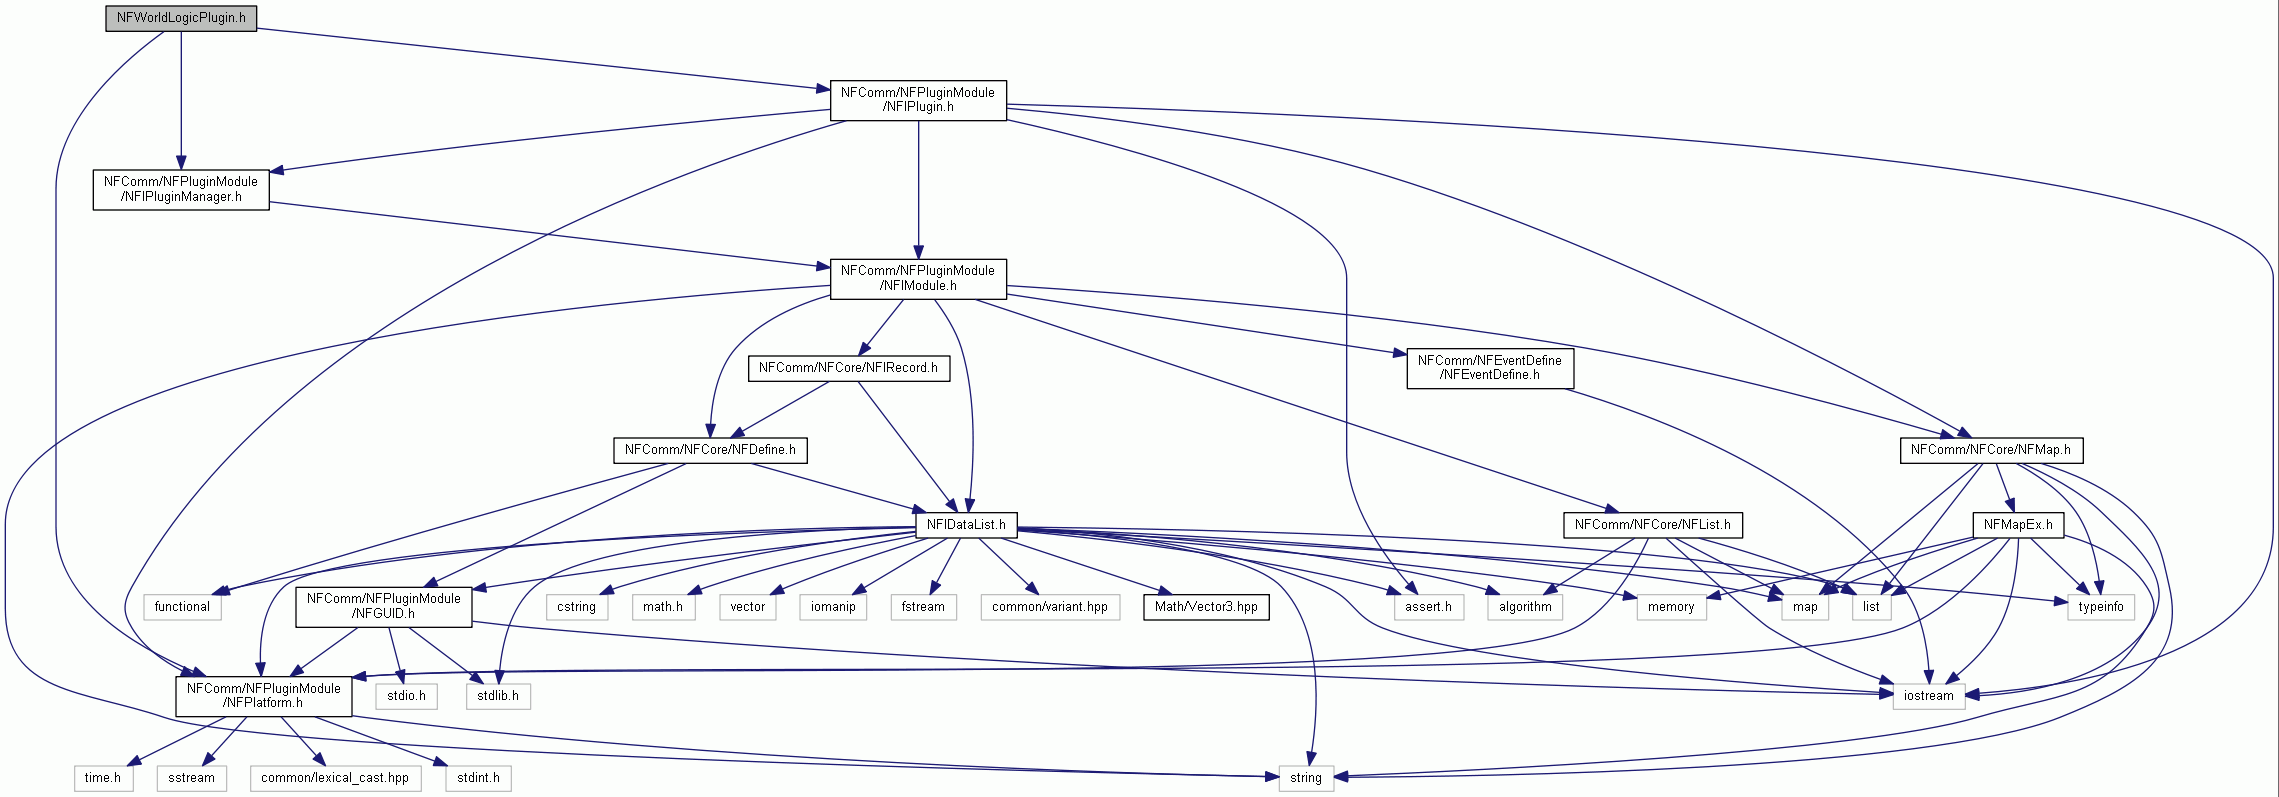 NFWorldLogicPlugin.h
NFComm/NFPluginModule
/NFIPlugin.h
NFComm/NFPluginModule
/NFIPluginManager.h
NFComm/NFPluginModule
/NFIModule.h
NFComm/NFCore/NFIRecord.h
NFComm/NFEventDefine
/NFEventDefine.h
NFComm/NFCore/NFDefine.h
NFComm/NFCore/NFMap.h
NFIDataList.h
NFComm/NFCore/NFList.h
NFMapEx.h
functional
NFComm/NFPluginModule
/NFGUID.h
cstring
math.h
vector
iomanip
fstream
common/variant.hpp
Math/Vector3.hpp
assert.h
algorithm
memory
map
list
typeinfo
NFComm/NFPluginModule
/NFPlatform.h
stdio.h
stdlib.h
iostream
time.h
sstream
common/lexical_cast.hpp
stdint.h
string